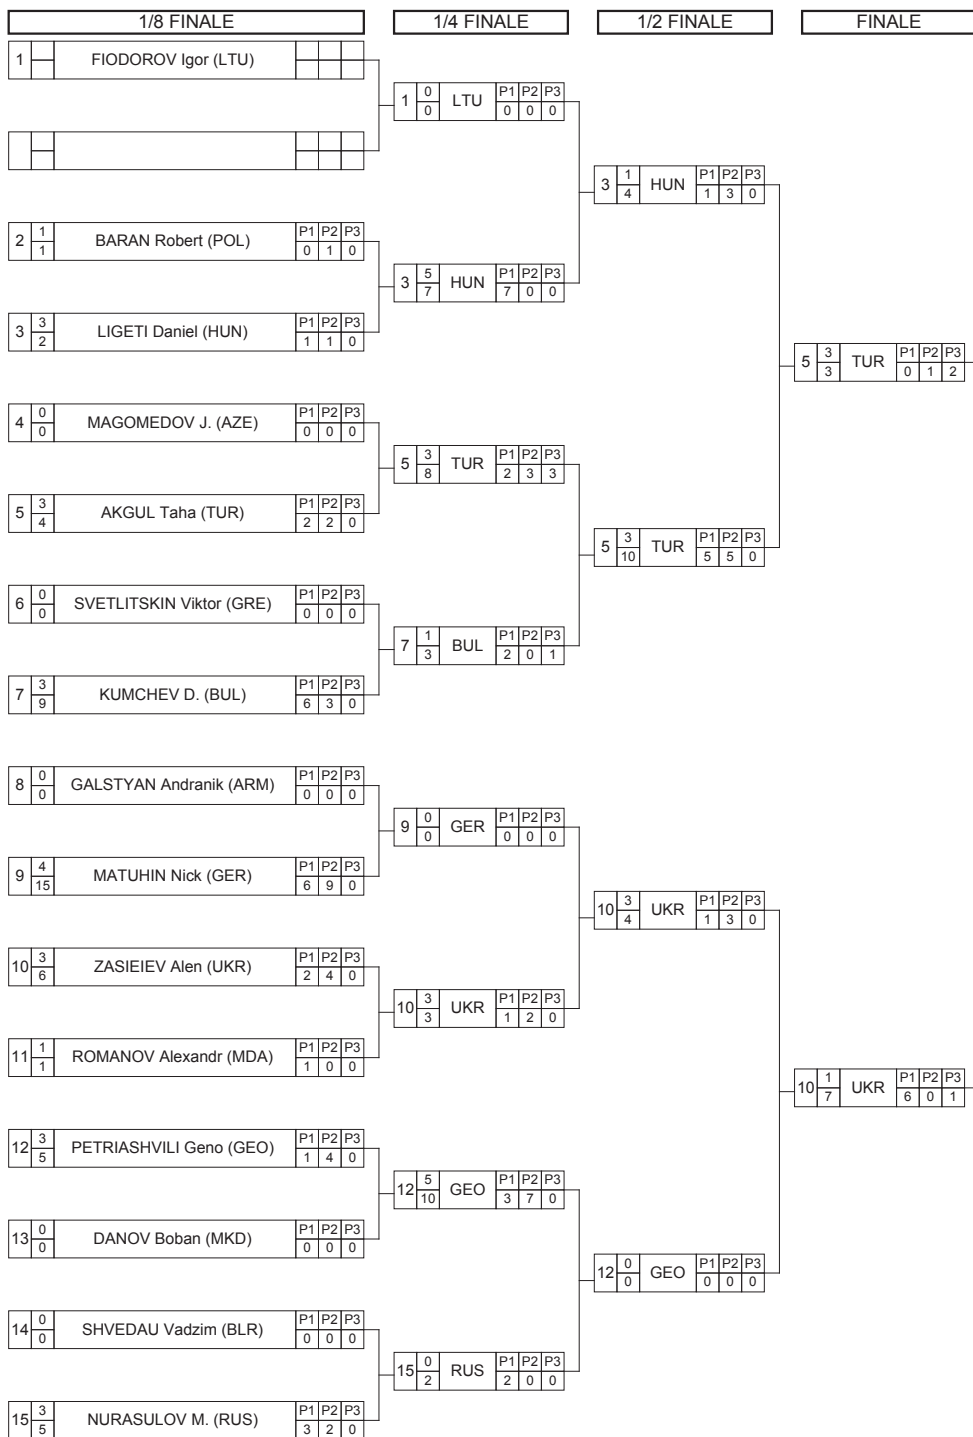 1/8 FINALE 1/4 FINALE 1/2 FINALE FINALE
1 FIODOROV Igor (LTU)
1 0 0 LTU P1 P2 P3 0 0 0
3 1 4 HUN P1 P2 P3 1 3 0
2 1 1 BARAN Robert (POL) P1 P2 P3 0 1 0
3 5 7 HUN P1 P2 P3 7 0 0
3 3 2 LIGETI Daniel (HUN) P1 P2 P3 1 1 0
5 3 3 TUR P1 P2 P3 0 1 2
4 0 0 MAGOMEDOV J. (AZE) P1 P2 P3 0 0 0
5 3 8 TUR P1 P2 P3 2 3 3
5 3 4 AKGUL Taha (TUR) P1 P2 P3 2 2 0
5 3 10 TUR P1 P2 P3 5 5 0
6 0 0 SVETLITSKIN Viktor (GRE) P1 P2 P3 0 0 0
7 1 3 BUL P1 P2 P3 2 0 1
7 3 9 KUMCHEV D. (BUL) P1 P2 P3 6 3 0
8 0 0 GALSTYAN Andranik (ARM) P1 P2 P3 0 0 0
9 0 0 GER P1 P2 P3 0 0 0
9 4 15 MATUHIN Nick (GER) P1 P2 P3 6 9 0
10 3 4 UKR P1 P2 P3 1 3 0
10 3 6 ZASIEIEV Alen (UKR) P1 P2 P3 2 4 0
10 3 3 UKR P1 P2 P3 1 2 0
11 1 1 ROMANOV Alexandr (MDA) P1 P2 P3 1 0 0
10 1 7 UKR P1 P2 P3 6 0 1
12 3 5 PETRIASHVILI Geno (GEO) P1 P2 P3 1 4 0
12 5 10 GEO P1 P2 P3 3 7 0
13 0 0 DANOV Boban (MKD) P1 P2 P3 0 0 0
12 0 0 GEO P1 P2 P3 0 0 0
14 0 0 SHVEDAU Vadzim (BLR) P1 P2 P3 0 0 0
15 0 2 RUS P1 P2 P3 2 0 0
15 3 5 NURASULOV M. (RUS) P1 P2 P3 3 2 0